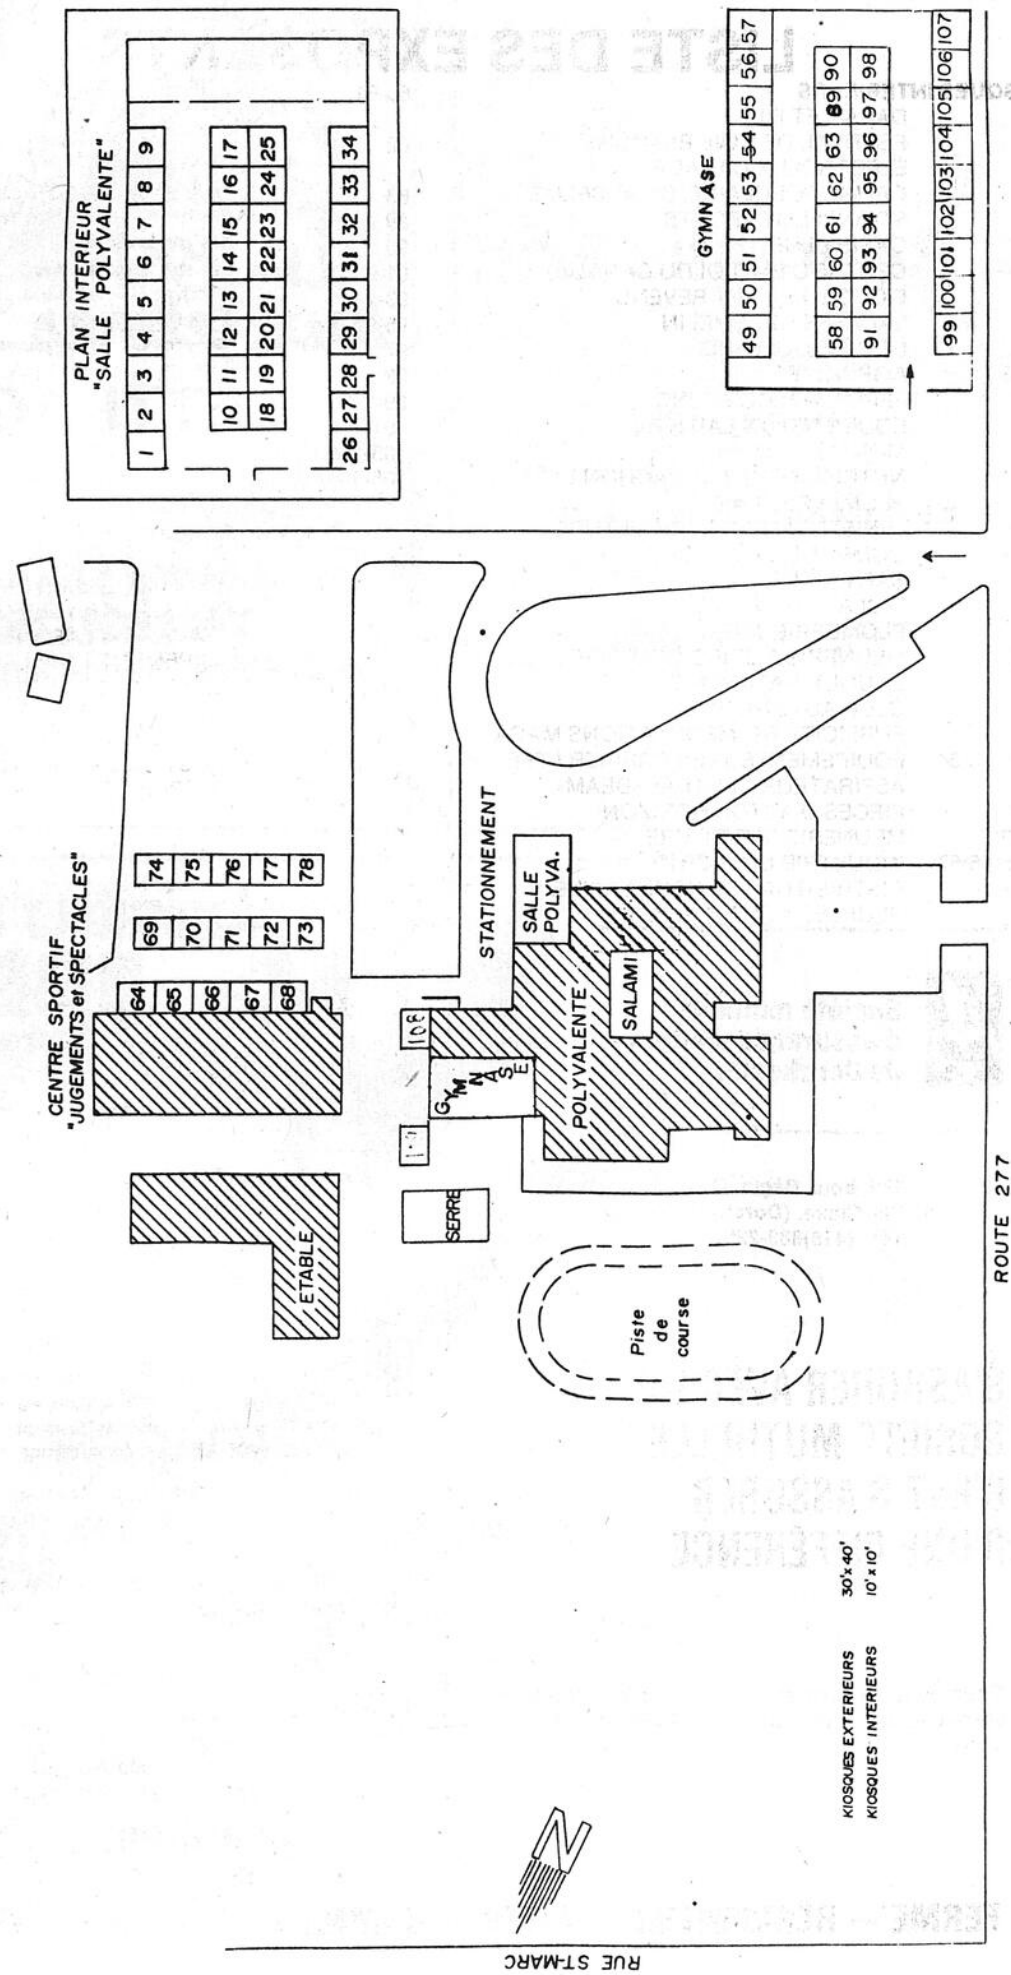 PLAN INTERIEUR
"SALLE POLYVALENTE"
1 2 3 4 5 6 7 8 9
10 11 12 13 14 15 16 17
18 19 20 21 22 23 24 25
26 27 28 29 30 31 32 33 34
GYMNASE
49 50 51 52 53 54 55 56 57
58 59 60 61 62 63 89 90
91 92 93 94 95 96 97 98
99 100 101 102 103 104 105 106 107
CENTRE SPORTIF
"JUGEMENTS et SPECTACLES"
64 69 74
65 70 75
66 71 76
67 72 77
68 73 78
ETABLE
STATIONNEMENT
108
GYMNASE
SERRE
SALLE
POLYVA.
POLYVALENTE
SALAMI
Piste
de
course
KIOSQUES EXTERIEURS 30'x40'
KIOSQUES INTERIEURS 10'x10'
N
RUE ST-MARC
ROUTE 277